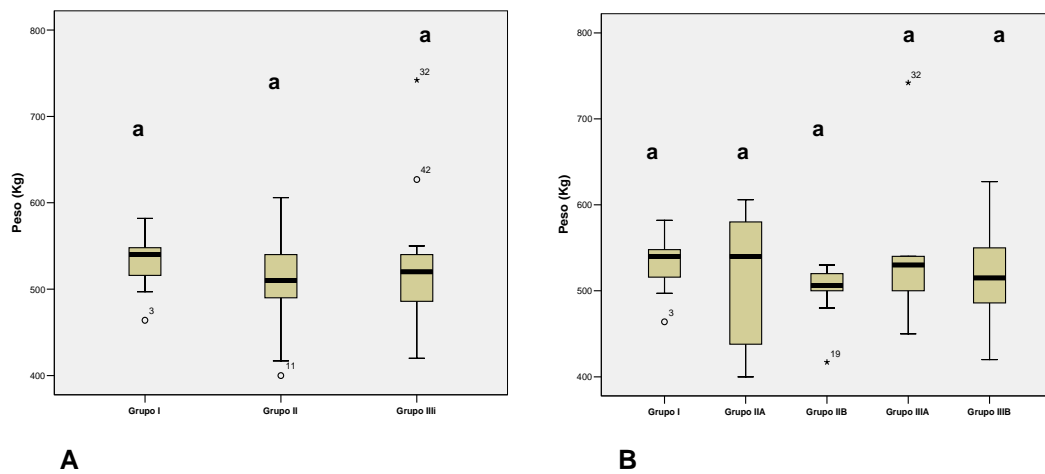 800
700
600
500
400
Peso (Kg)
a
a
a
32
42
3
11
Grupo I
Grupo II
Grupo IIIi
A
800
700
600
500
400
Peso (Kg)
a
a
a
a
a
32
3
19
Grupo I
Grupo IIA
Grupo IIB
Grupo IIIA
Grupo IIIB
B